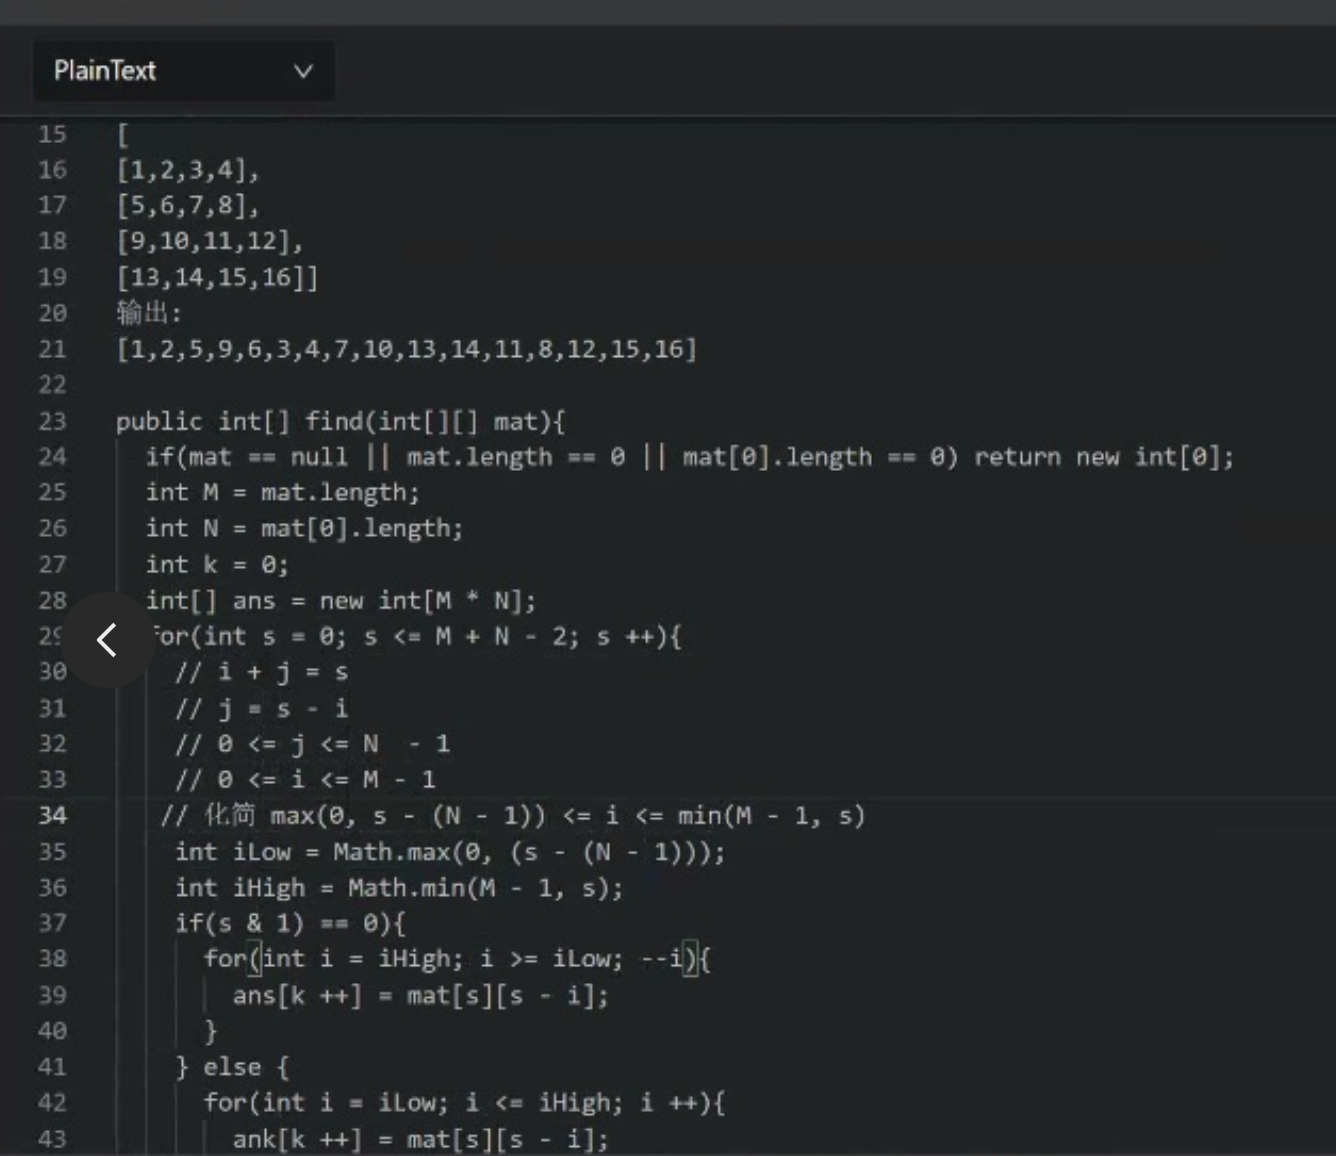 PlainText
15 [
16 [1,2,3,4],
17 [5,6,7,8],
18 [9,10,11,12],
19 [13,14,15,16]]
20 输出:
21 [1,2,5,9,6,3,4,7,10,13,14,11,8,12,15,16]
22
23 public int[] find(int[][] mat){
24 if(mat == null || mat.length == 0 || mat[0].length == 0) return new int[0];
25 int M = mat.length;
26 int N = mat[0].length;
27 int k = 0;
28 int[] ans = new int[M * N];
29 for(int s = 0; s <= M + N - 2; s ++){
30 // i + j = s
31 // j = s - i
32 // 0 <= j <= N  - 1
33 // 0 <= i <= M - 1
34 // 化简 max(0, s - (N - 1)) <= i <= min(M - 1, s)
35 int iLow = Math.max(0, (s - (N - 1)));
36 int iHigh = Math.min(M - 1, s);
37 if(s & 1) == 0){
38 for(int i = iHigh; i >= iLow; --i){
39 ans[k ++] = mat[s][s - i];
40 }
41 } else {
42 for(int i = iLow; i <= iHigh; i ++){
43 ank[k ++] = mat[s][s - i];